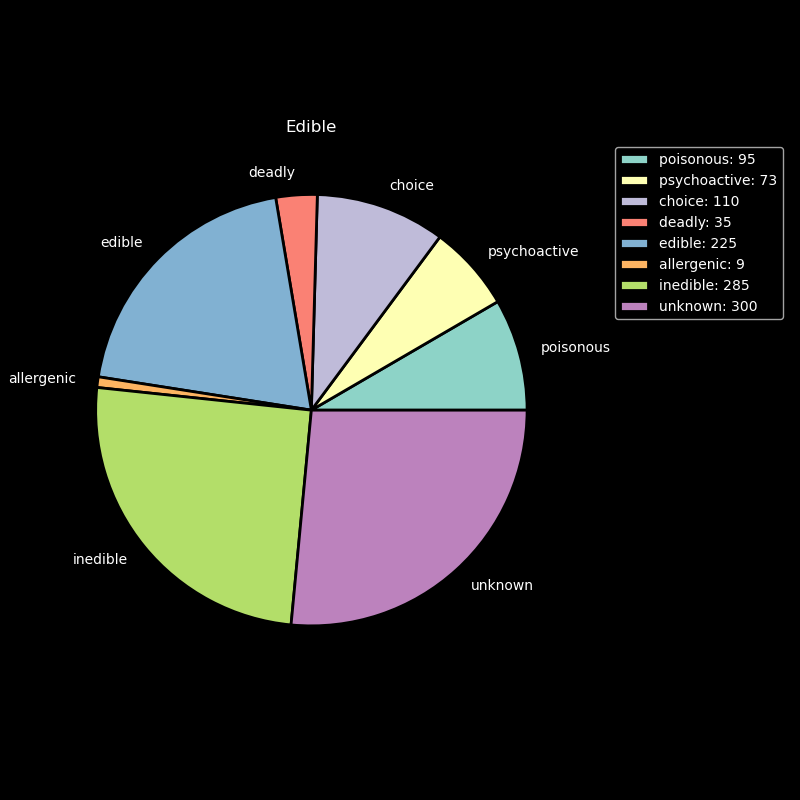 Edible
deadly
choice
edible
psychoactive
poisonous
allergenic
inedible
unknown
poisonous: 95
psychoactive: 73
choice: 110
deadly: 35
edible: 225
allergenic: 9
inedible: 285
unknown: 300